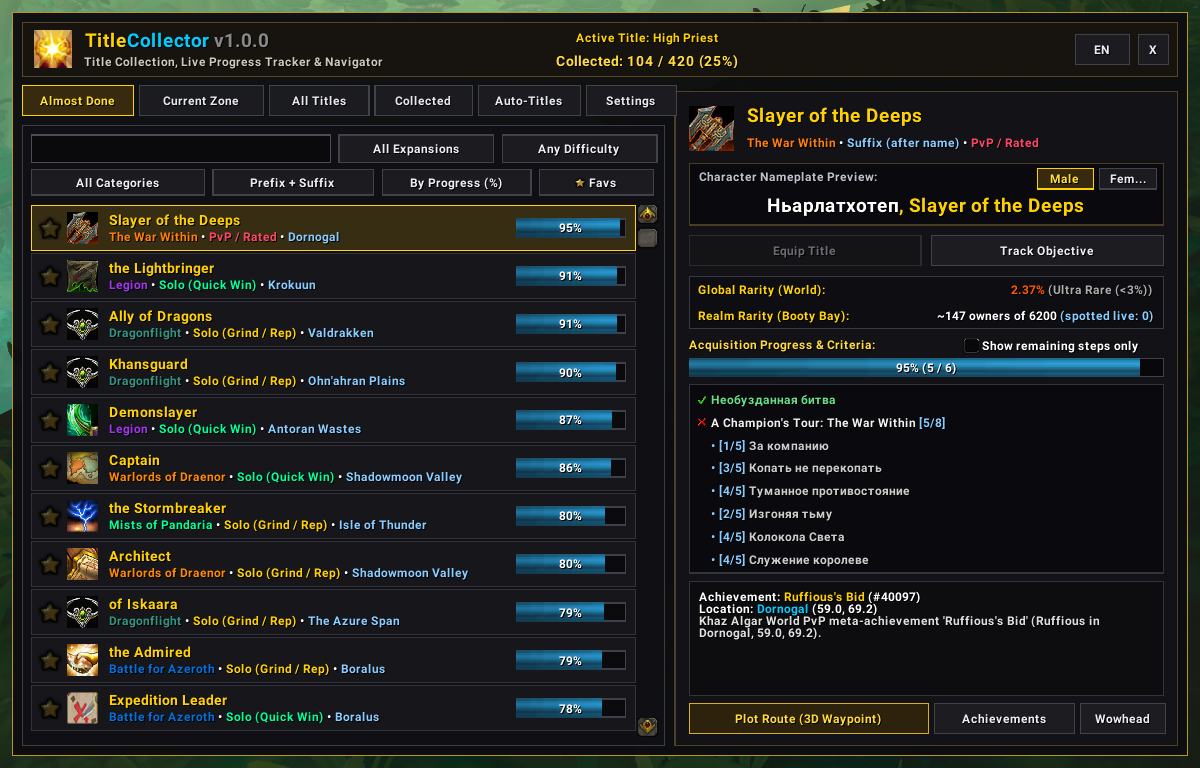 TitleCollector v1.0.0
Title Collection, Live Progress Tracker & Navigator
Active Title: High Priest
Collected: 104 / 420 (25%)
EN
X
Almost Done
Current Zone
All Titles
Collected
Auto-Titles
Settings
All Expansions
Any Difficulty
All Categories
Prefix + Suffix
By Progress (%)
Favs
Slayer of the Deeps
The War Within • PvP / Rated • Dornogal
95%
the Lightbringer
Legion • Solo (Quick Win) • Krokuun
91%
Ally of Dragons
Dragonflight • Solo (Grind / Rep) • Valdrakken
91%
Khansguard
Dragonflight • Solo (Grind / Rep) • Ohn'ahran Plains
90%
Demonslayer
Legion • Solo (Quick Win) • Antoran Wastes
87%
Captain
Warlords of Draenor • Solo (Quick Win) • Shadowmoon Valley
86%
the Stormbreaker
Mists of Pandaria • Solo (Grind / Rep) • Isle of Thunder
80%
Architect
Warlords of Draenor • Solo (Grind / Rep) • Shadowmoon Valley
80%
of Iskaara
Dragonflight • Solo (Grind / Rep) • The Azure Span
79%
the Admired
Battle for Azeroth • Solo (Grind / Rep) • Boralus
79%
Expedition Leader
Battle for Azeroth • Solo (Quick Win) • Boralus
78%
Slayer of the Deeps
The War Within • Suffix (after name) • PvP / Rated
Character Nameplate Preview:
Male
Fem...
Ньарлатхотеп, Slayer of the Deeps
Equip Title
Track Objective
Global Rarity (World):
2.37% (Ultra Rare (<3%))
Realm Rarity (Booty Bay):
~147 owners of 6200 (spotted live: 0)
Acquisition Progress & Criteria:
Show remaining steps only
95% (5 / 6)
Необузданная битва
A Champion's Tour: The War Within [5/8]
• [1/5] За компанию
• [3/5] Копать не перекопать
• [4/5] Туманное противостояние
• [2/5] Изгоняя тьму
• [4/5] Колокола Света
• [4/5] Служение королеве
Achievement: Ruffious's Bid (#40097)
Location: Dornogal (59.0, 69.2)
Khaz Algar World PvP meta-achievement 'Ruffious's Bid' (Ruffious in
Dornogal, 59.0, 69.2).
Plot Route (3D Waypoint)
Achievements
Wowhead